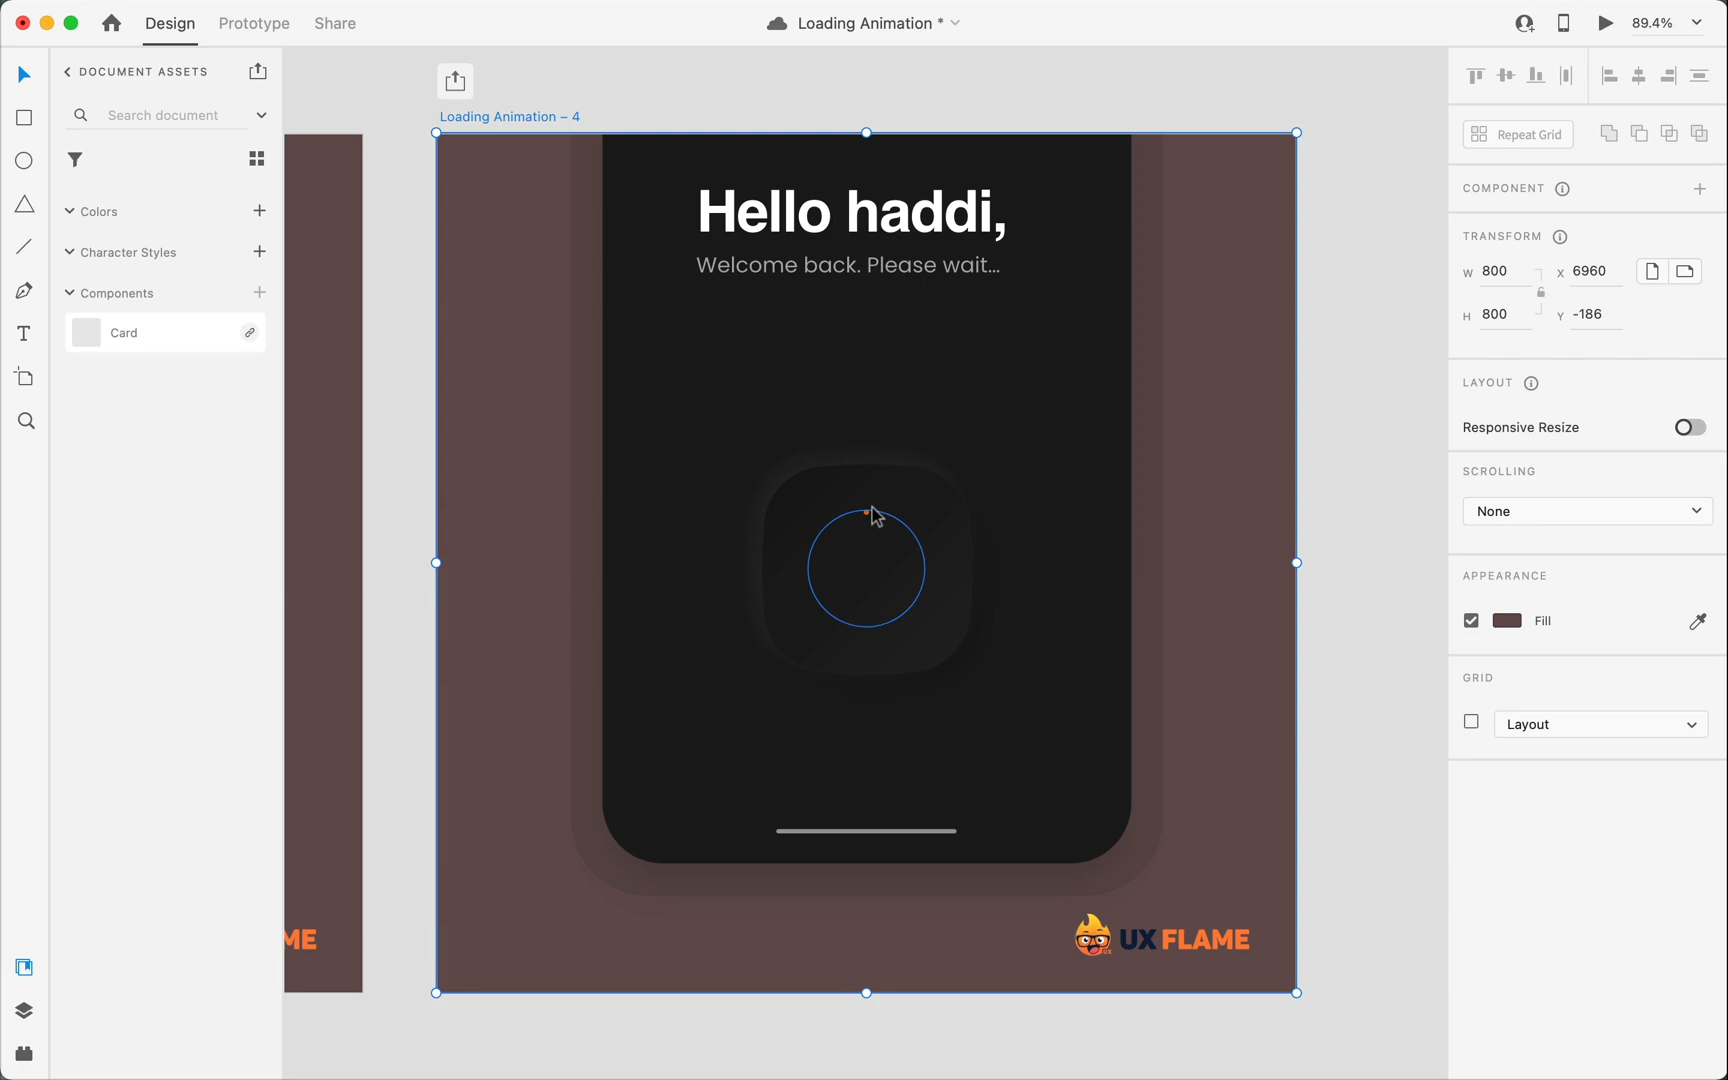 Design
Prototype
Share
Loading Animation *
89.4%
DOCUMENT ASSETS
Search document
Colors
Character Styles
Components
Card
ME
Loading Animation – 4
Hello haddi,
Welcome back. Please wait...
UX FLAME
Repeat Grid
COMPONENT
TRANSFORM
W 800
X 6960
H 800
Y -186
LAYOUT
Responsive Resize
SCROLLING
None
APPEARANCE
Fill
GRID
Layout